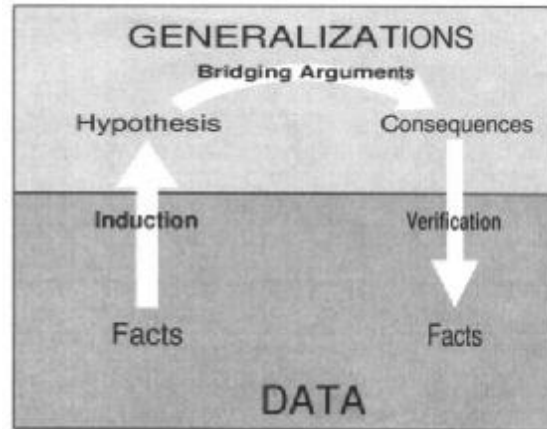 GENERALIZATIONS
Bridging Arguments
Hypothesis Consequences
Induction Verification
Facts Facts
DATA